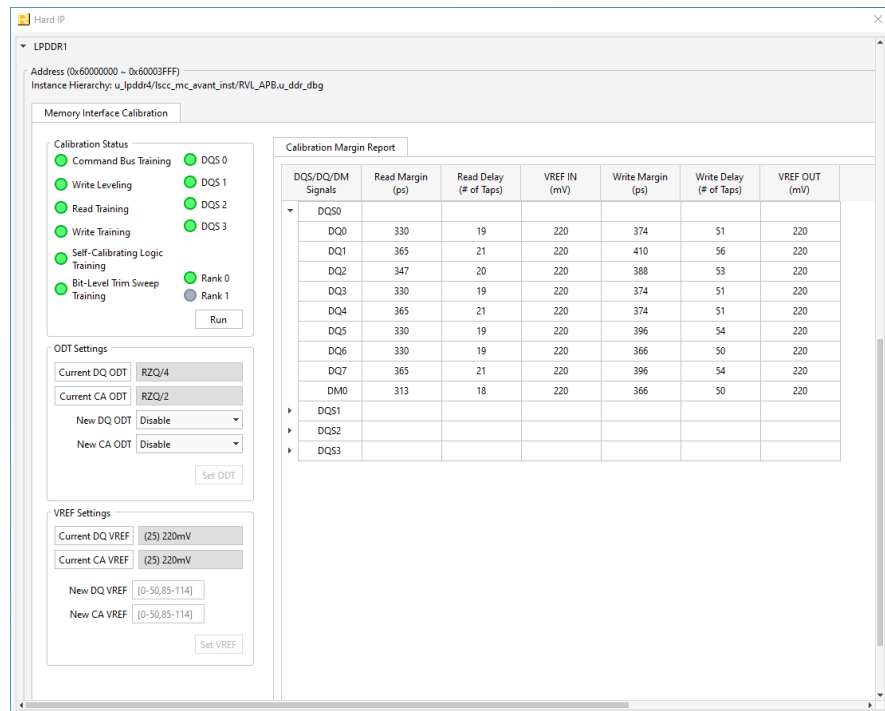 Hard IP
LPDDR1
Address (0x60000000 ~ 0x60003FFF)
Instance Hierarchy: u_lpddr4/lscc_mc_avant_inst/RVL_APB.u_ddr_dbg
Memory Interface Calibration
Calibration Status
Command Bus Training DQS 0
Write Leveling DQS 1
Read Training DQS 2
Write Training DQS 3
Self-Calibrating Logic
Training
Bit-Level Trim Sweep Rank 0
Training Rank 1
Run
ODT Settings
Current DQ ODT RZQ/4
Current CA ODT RZQ/2
New DQ ODT Disable
New CA ODT Disable
Set ODT
VREF Settings
Current DQ VREF (25) 220mV
Current CA VREF (25) 220mV
New DQ VREF [0-50,85-114]
New CA VREF [0-50,85-114]
Set VREF
Calibration Margin Report
DQS/DQ/DM Read Margin Read Delay VREF IN Write Margin Write Delay VREF OUT
Signals (ps) (# of Taps) (mV) (ps) (# of Taps) (mV)
DQS0
DQ0 330 19 220 374 51 220
DQ1 365 21 220 410 56 220
DQ2 347 20 220 388 53 220
DQ3 330 19 220 374 51 220
DQ4 365 21 220 374 51 220
DQ5 330 19 220 396 54 220
DQ6 330 19 220 366 50 220
DQ7 365 21 220 396 54 220
DM0 313 18 220 366 50 220
DQS1
DQS2
DQS3